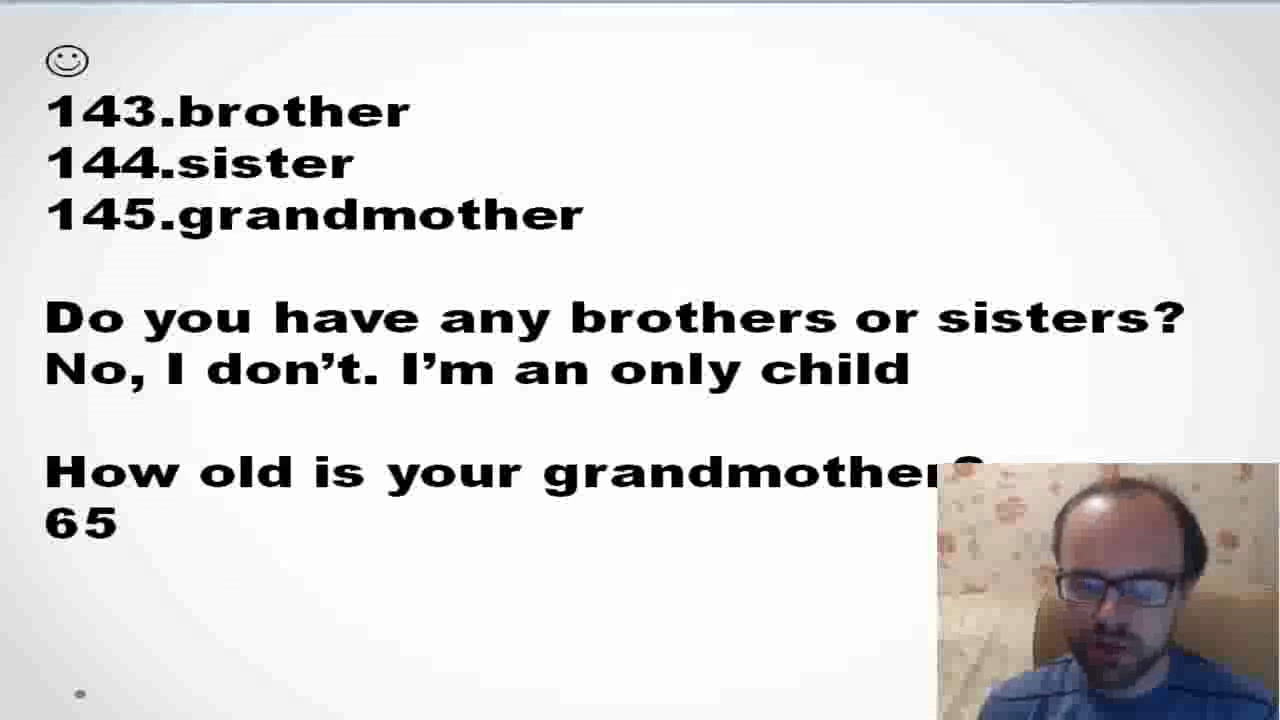 143.brother
144.sister
145.grandmother
Do you have any brothers or sisters?
No, I don’t. I’m an only child
How old is your grandmother?
65